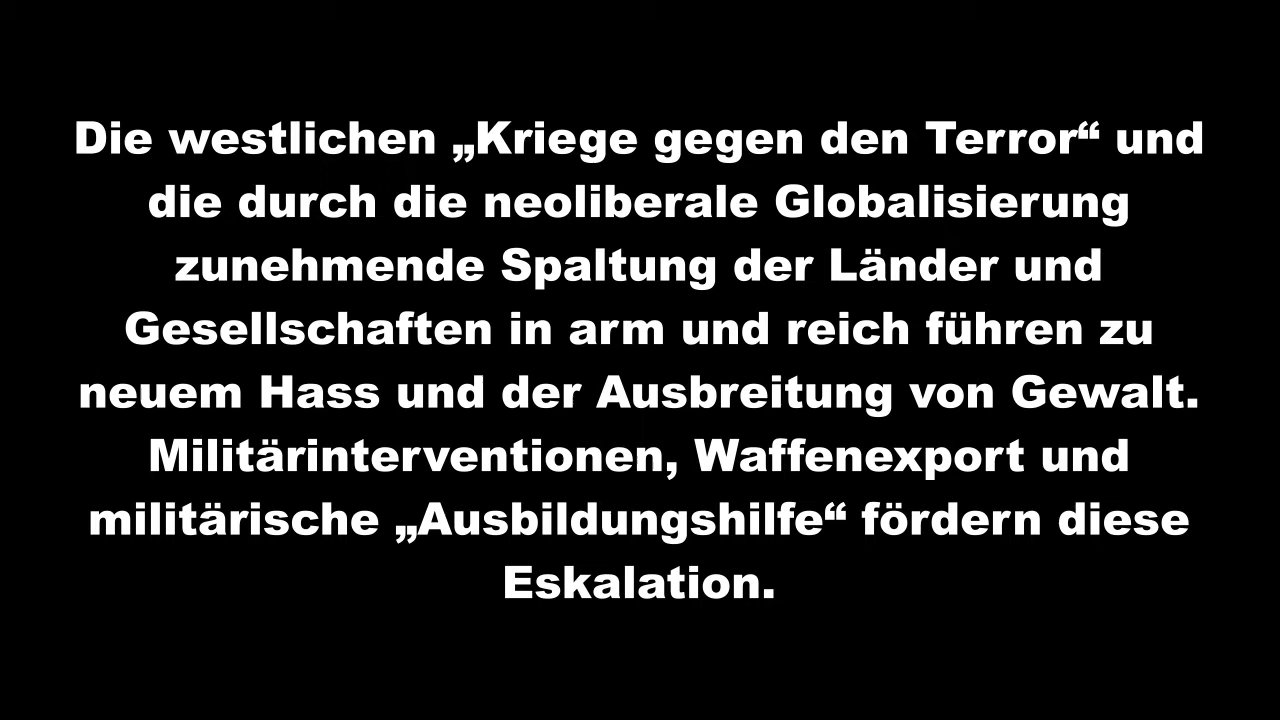 Die westlichen „Kriege gegen den Terror“ und
die durch die neoliberale Globalisierung
zunehmende Spaltung der Länder und
Gesellschaften in arm und reich führen zu
neuem Hass und der Ausbreitung von Gewalt.
Militärinterventionen, Waffenexport und
militärische „Ausbildungshilfe“ fördern diese
Eskalation.